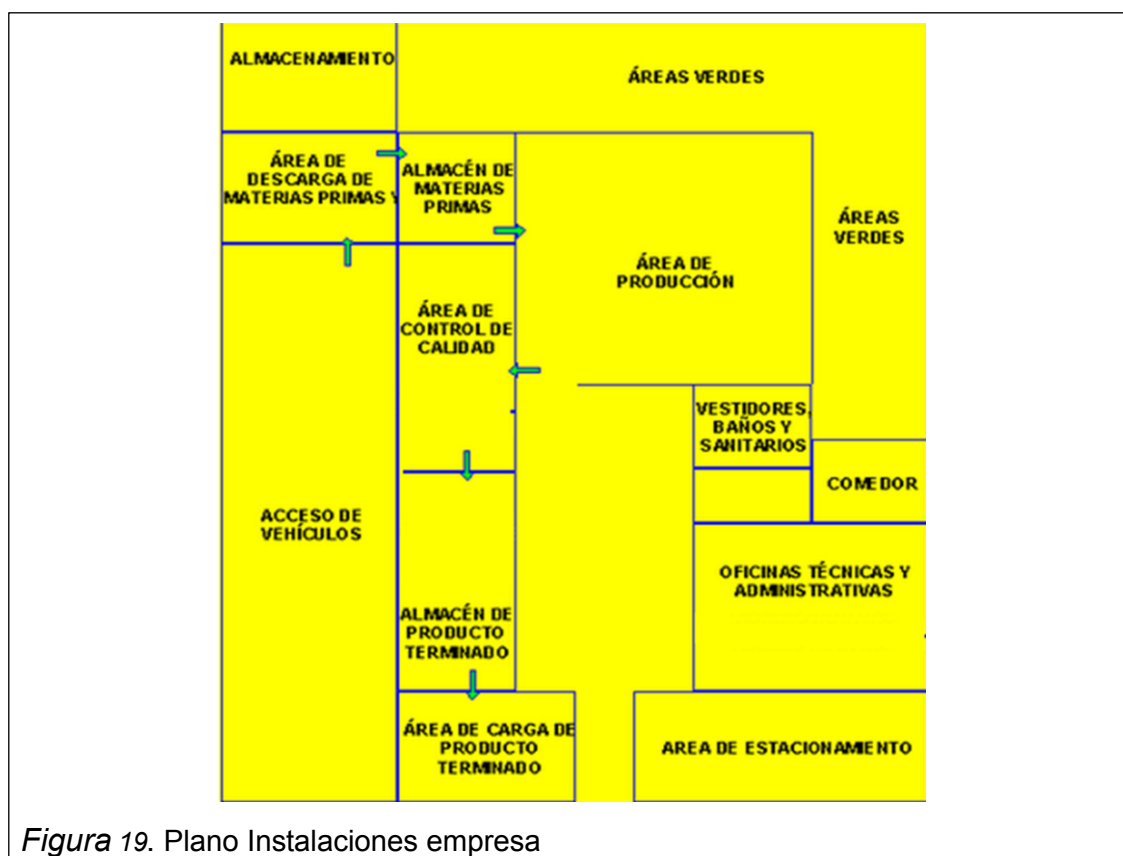 ALMACENAMIENTO
ÁREAS VERDES
ÁREA DE
DESCARGA DE
MATERIAS PRIMAS Y
ALMACÉN DE
MATERIAS
PRIMAS
ÁREAS
VERDES
ÁREA DE
PRODUCCIÓN
ÁREA DE
CONTROL DE
CALIDAD
VESTIDORES,
BAÑOS Y
SANITARIOS
COMEDOR
ACCESO DE
VEHÍCULOS
OFICINAS TÉCNICAS Y
ADMINISTRATIVAS
ALMACÉN DE
PRODUCTO
TERMINADO
ÁREA DE CARGA DE
PRODUCTO
TERMINADO
AREA DE ESTACIONAMIENTO
Figura 19. Plano Instalaciones empresa